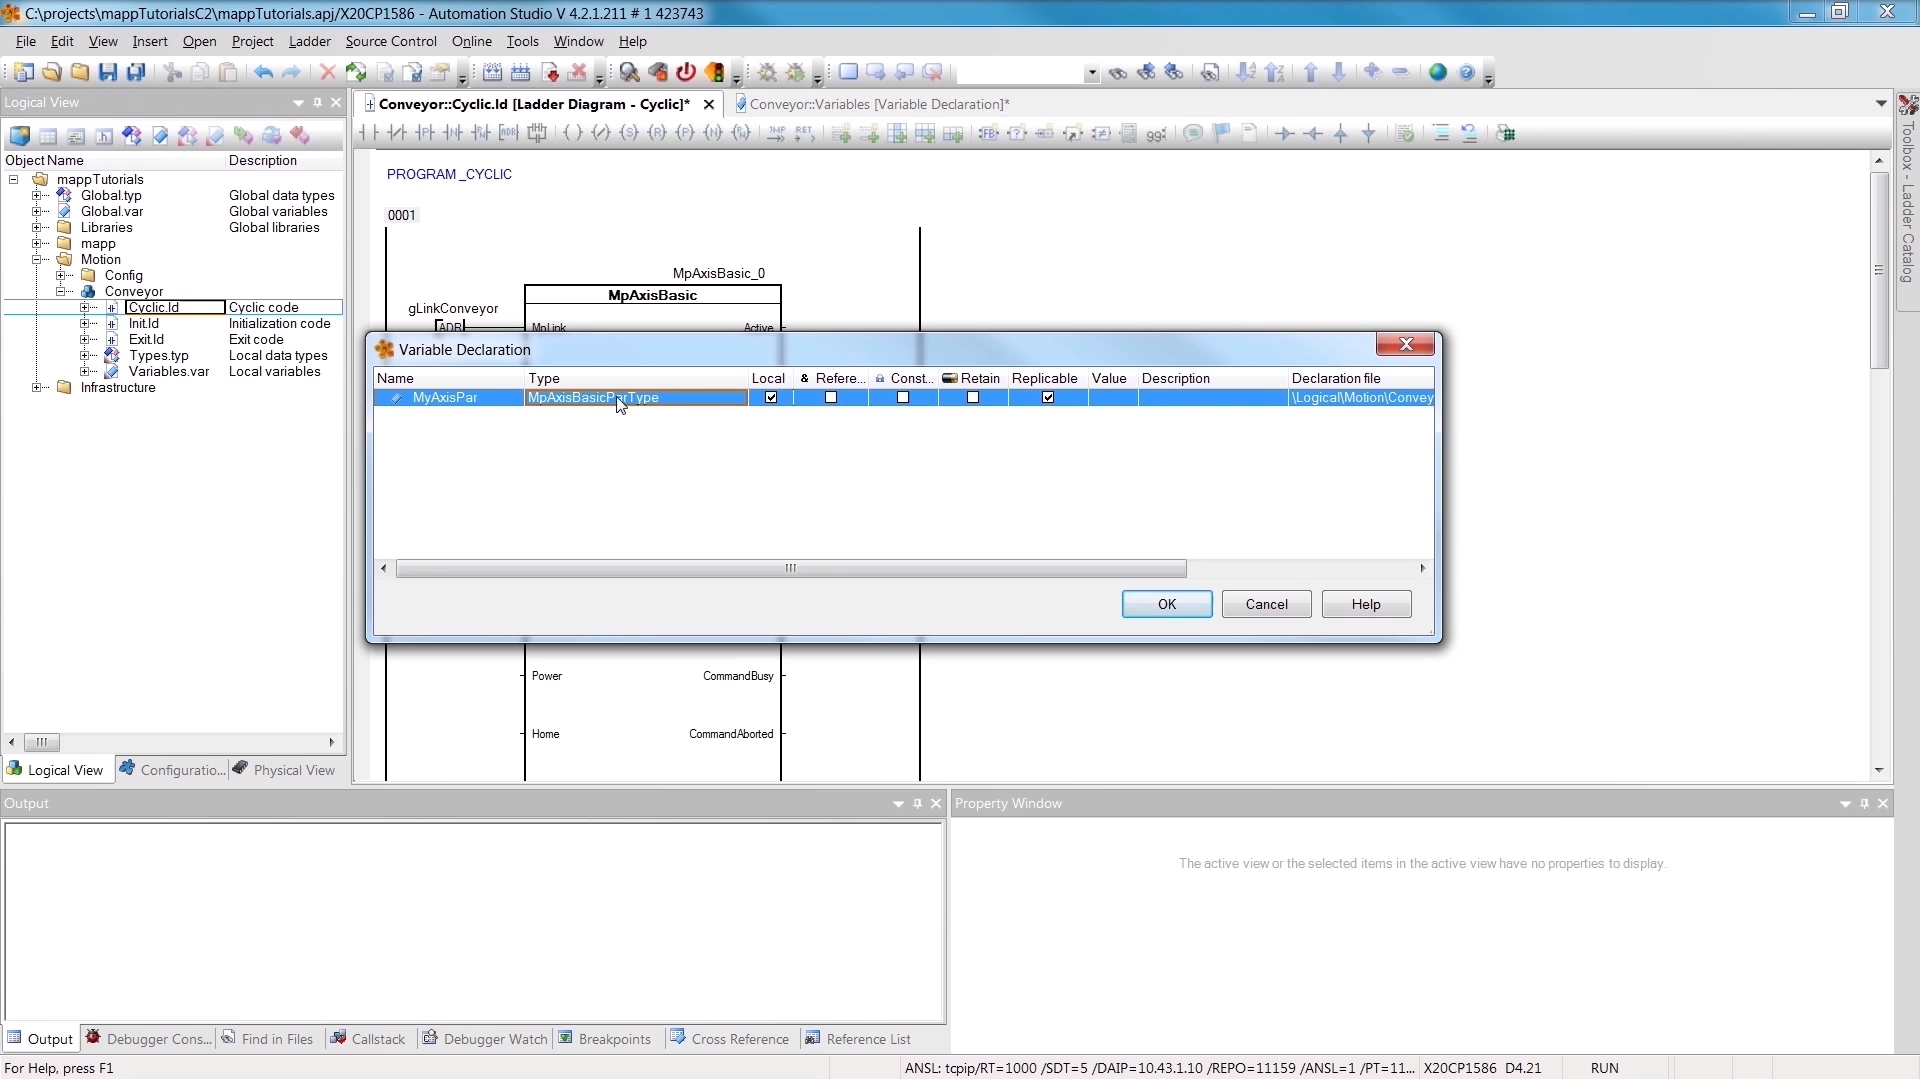 C:\projects\mappTutorialsC2\mappTutorials.apj/X20CP1586 - Automation Studio V 4.2.1.211 # 1 423743
File Edit View Insert Open Project Ladder Source Control Online Tools Window Help
Logical View
Conveyor::Cyclic.ld [Ladder Diagram - Cyclic]*
Conveyor::Variables [Variable Declaration]*
Object Name Description
mappTutorials
Global.typ Global data types
Global.var Global variables
Libraries Global libraries
mapp
Motion
Config
Conveyor
Cyclic.ld Cyclic code
Init.ld Initialization code
Exit.ld Exit code
Types.typ Local data types
Variables.var Local variables
Infrastructure
PROGRAM _CYCLIC
0001
MpAxisBasic_0
MpAxisBasic
gLinkConveyor
ADR
MpLink Active
Variable Declaration
Name Type Local & Refere... Const... Retain Replicable Value Description Declaration file
MyAxisPar MpAxisBasicParType \Logical\Motion\Convey
OK Cancel Help
Power CommandBusy
Home CommandAborted
Toolbox - Ladder Catalog
Logical View Configuratio... Physical View
Output
Property Window
The active view or the selected items in the active view have no properties to display.
Output Debugger Cons... Find in Files Callstack Debugger Watch Breakpoints Cross Reference Reference List
For Help, press F1
ANSL: tcpip/RT=1000 /SDT=5 /DAIP=10.43.1.10 /REPO=11159 /ANSL=1 /PT=11... X20CP1586 D4.21 RUN